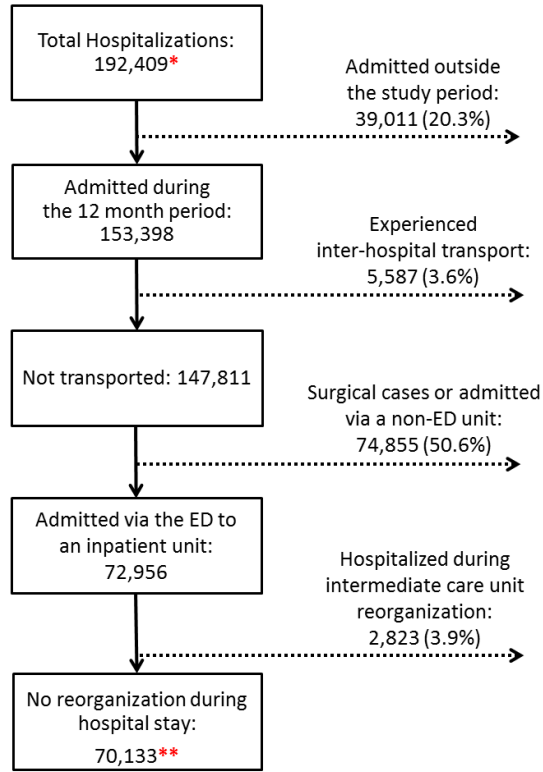 Total Hospitalizations:
192,409*
Admitted outside
the study period:
39,011 (20.3%)
Admitted during
the 12 month period:
153,398
Experienced
inter-hospital transport:
5,587 (3.6%)
Not transported: 147,811
Surgical cases or admitted
via a non-ED unit:
74,855 (50.6%)
Admitted via the ED to
an inpatient unit:
72,956
Hospitalized during
intermediate care unit
reorganization:
2,823 (3.9%)
No reorganization during
hospital stay:
70,133**